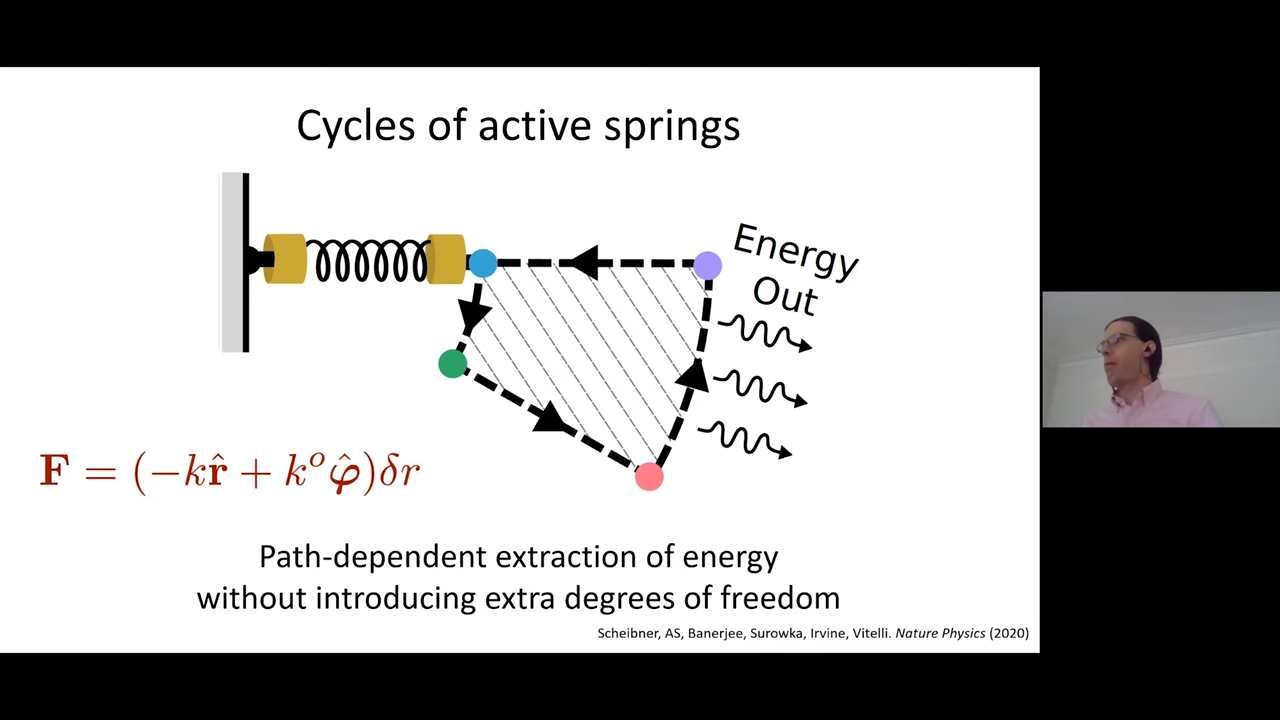 Cycles of active springs
Energy
Out
𝐅 = (−k𝐫̂ + kᵒ𝛗̂)δr
Path-dependent extraction of energy
without introducing extra degrees of freedom
Scheibner, AS, Banerjee, Surowka, Irvine, Vitelli. Nature Physics (2020)